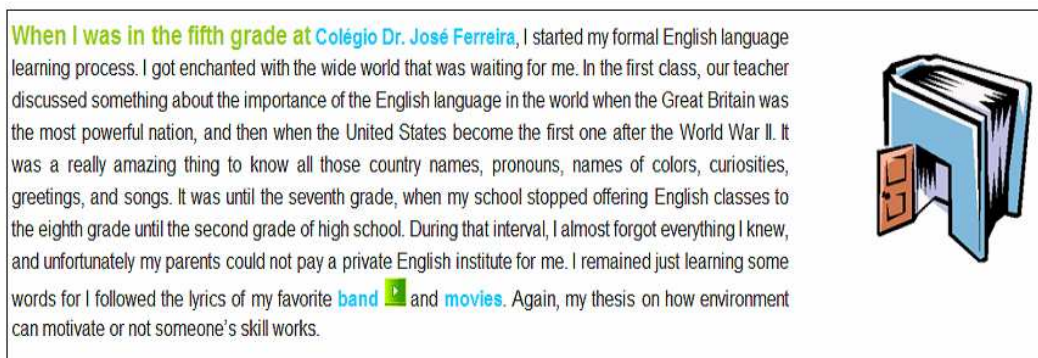 When I was in the fifth grade at Colégio Dr. José Ferreira, I started my formal English language
learning process. I got enchanted with the wide world that was waiting for me. In the first class, our teacher
discussed something about the importance of the English language in the world when the Great Britain was
the most powerful nation, and then when the United States become the first one after the World War II. It
was a really amazing thing to know all those country names, pronouns, names of colors, curiosities,
greetings, and songs. It was until the seventh grade, when my school stopped offering English classes to
the eighth grade until the second grade of high school. During that interval, I almost forgot everything I knew,
and unfortunately my parents could not pay a private English institute for me. I remained just learning some
words for I followed the lyrics of my favorite band and movies. Again, my thesis on how environment
can motivate or not someone's skill works.